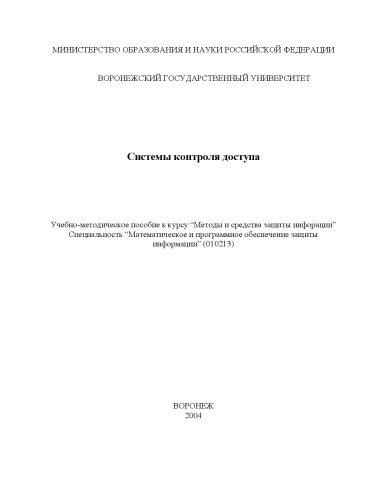 МИНИСТЕРСТВО ОБРАЗОВАНИЯ И НАУКИ РОССИЙСКОЙ ФЕДЕРАЦИИ
ВОРОНЕЖСКИЙ ГОСУДАРСТВЕННЫЙ УНИВЕРСИТЕТ
Системы контроля доступа
Учебно-методическое пособие к курсу “Методы и средства защиты инфорации”
Специальность “Математическое и программное обеспечение защиты
информации” (010213)
ВОРОНЕЖ
2004